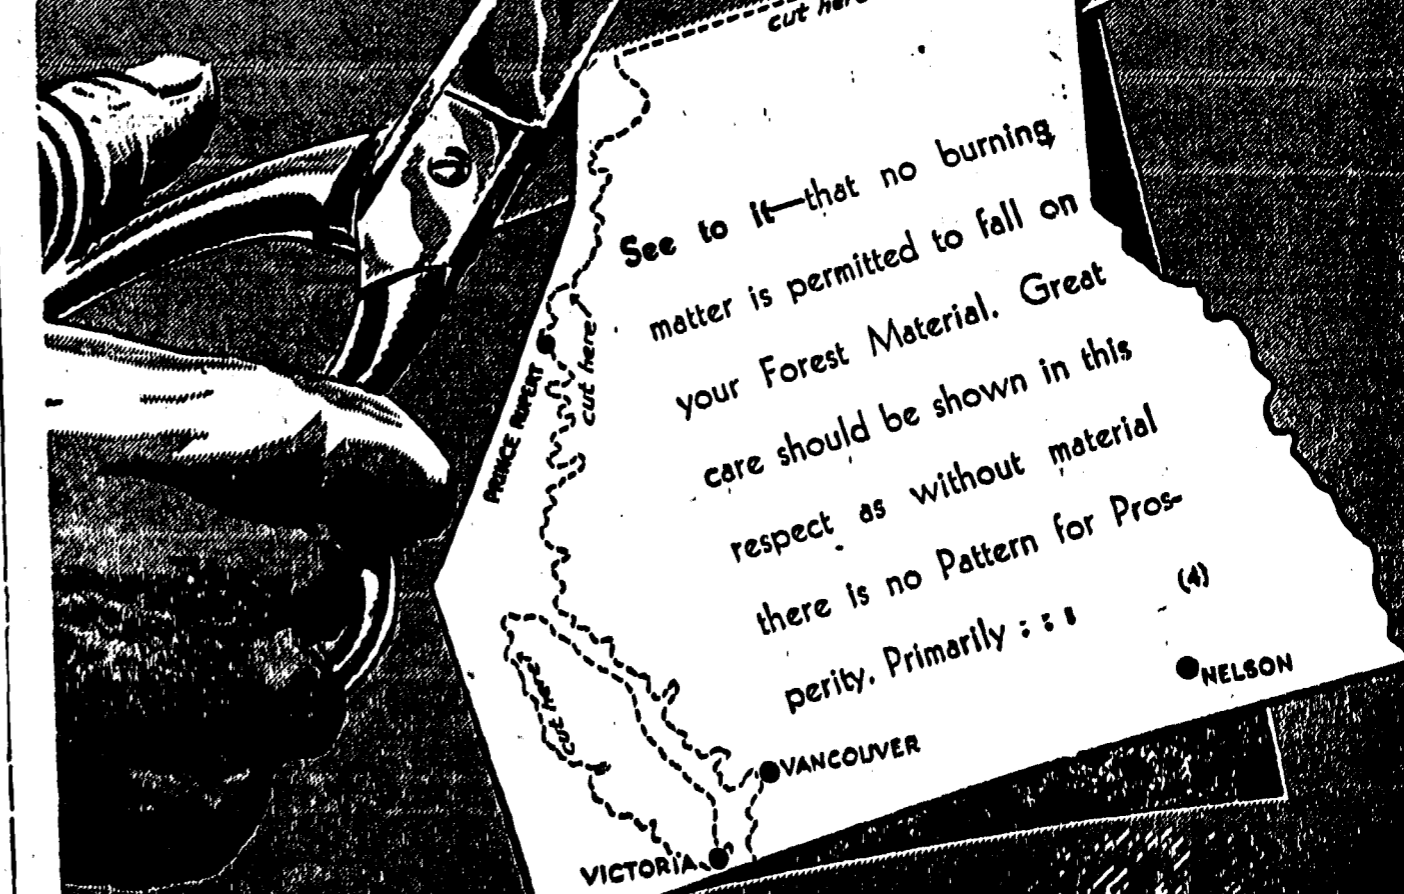 cut here
See to it—that no burning
matter is permitted to fall on
your Forest Material. Great
care should be shown in this
respect as without material
there is no Pattern for Pros-
perity. Primarily : : :
(4)
cut here
PRINCE RUPERT
cut here
NELSON
VANCOUVER
VICTORIA